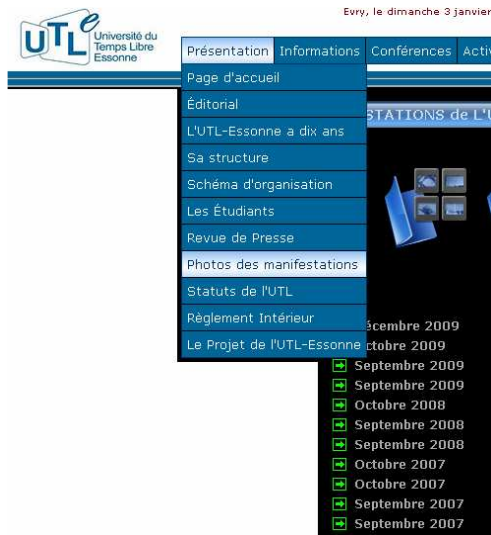 Evry, le dimanche 3 janvier
UTLe
Université du
Temps Libre
Essonne
Présentation Informations Conférences Activ
Page d'accueil
Éditorial
STATIONS de L'U
L'UTL-Essonne a dix ans
Sa structure
Schéma d'organisation
Les Étudiants
Revue de Presse
Photos des manifestations
Statuts de l'UTL
Règlement Intérieur
écembre 2009
Le Projet de l'UTL-Essonne
ctobre 2009
Septembre 2009
Septembre 2009
Octobre 2008
Septembre 2008
Septembre 2008
Octobre 2007
Octobre 2007
Septembre 2007
Septembre 2007